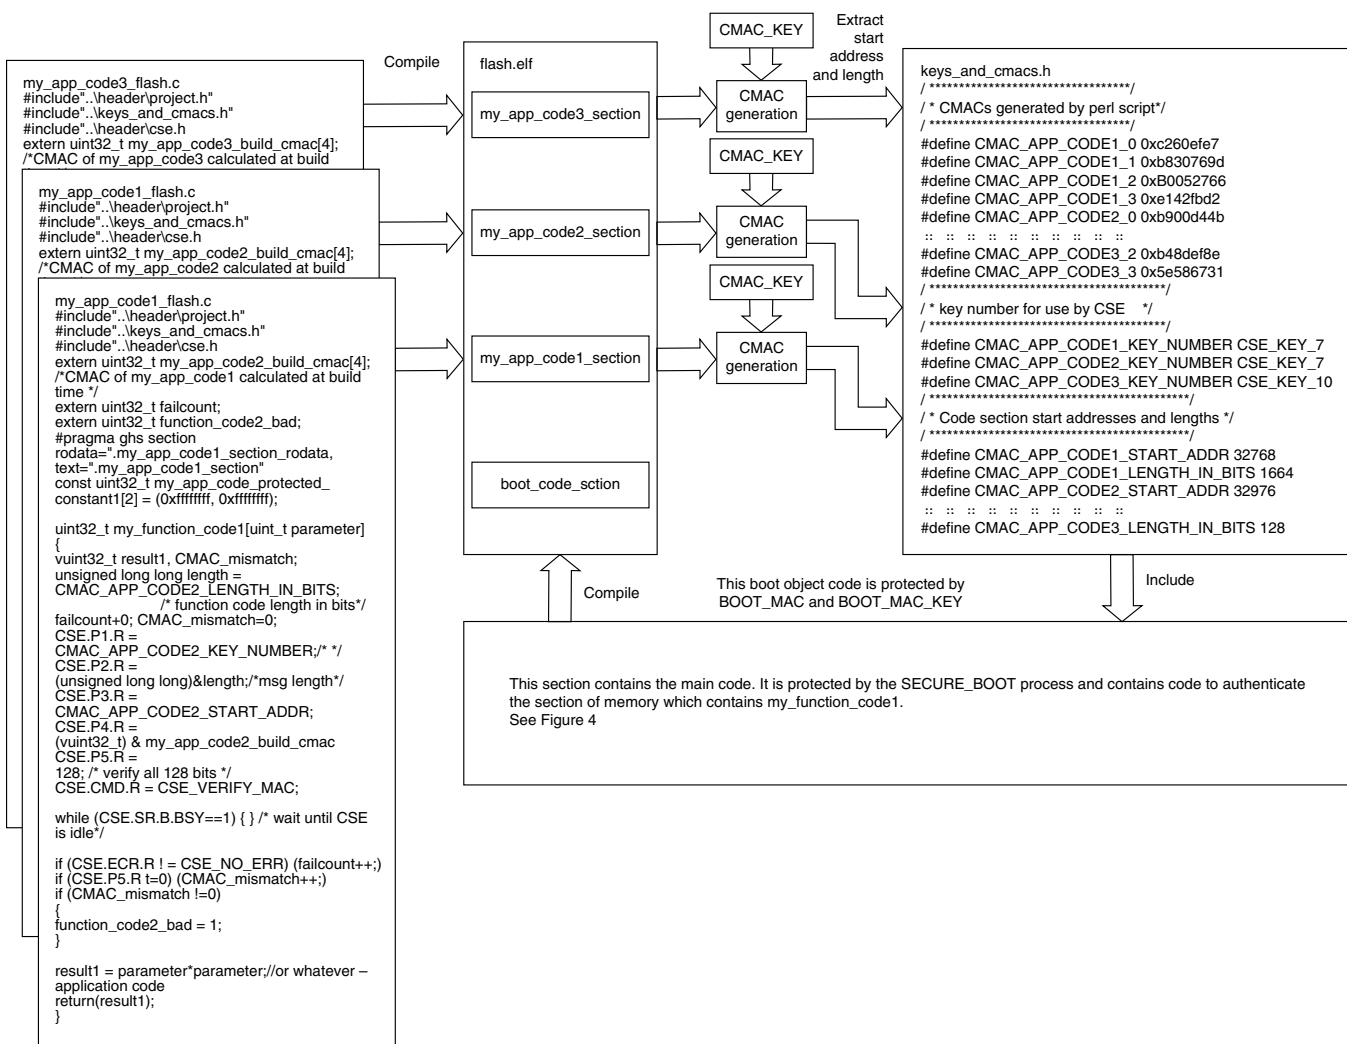 my_app_code3_flash.c
#include"..\header\project.h"
#include"..\keys_and_cmacs.h"
#include"..\header\cse.h
extern uint32_t my_app_code3_build_cmac[4];
/*CMAC of my_app_code3 calculated at build
my_app_code1_flash.c
#include"..\header\project.h"
#include"..\keys_and_cmacs.h"
#include"..\header\cse.h
extern uint32_t my_app_code2_build_cmac[4];
/*CMAC of my_app_code2 calculated at build
my_app_code1_flash.c
#include"..\header\project.h"
#include"..\keys_and_cmacs.h"
#include"..\header\cse.h
extern uint32_t my_app_code2_build_cmac[4];
/*CMAC of my_app_code1 calculated at build
time */
extern uint32_t failcount;
extern uint32_t function_code2_bad;
#pragma ghs section
rodata=".my_app_code1_section_rodata,
text=".my_app_code1_section"
const uint32_t my_app_code_protected_
constant1[2] = (0xffffffff, 0xffffffff);
uint32_t my_function_code1[uint_t parameter]
{
vuint32_t result1, CMAC_mismatch;
unsigned long long length =
CMAC_APP_CODE2_LENGTH_IN_BITS;
/* function code length in bits*/
failcount+0; CMAC_mismatch=0;
CSE.P1.R =
CMAC_APP_CODE2_KEY_NUMBER;/* */
CSE.P2.R =
(unsigned long long)&length;/*msg length*/
CSE.P3.R =
CMAC_APP_CODE2_START_ADDR;
CSE.P4.R =
(vuint32_t) & my_app_code2_build_cmac
CSE.P5.R =
128; /* verify all 128 bits */
CSE.CMD.R = CSE_VERIFY_MAC;
while (CSE.SR.B.BSY==1) { } /* wait until CSE
is idle*/
if (CSE.ECR.R ! = CSE_NO_ERR) (failcount++;)
if (CSE.P5.R t=0) (CMAC_mismatch++;)
if (CMAC_mismatch !=0)
{
function_code2_bad = 1;
}
result1 = parameter*parameter;//or whatever –
application code
return(result1);
}
Compile
flash.elf
my_app_code3_section
my_app_code2_section
my_app_code1_section
boot_code_sction
Compile
CMAC_KEY
CMAC
generation
CMAC_KEY
CMAC
generation
CMAC_KEY
CMAC
generation
Extract
start
address
and length
keys_and_cmacs.h
/ **********************************/
/ * CMACs generated by perl script*/
/ **********************************/
#define CMAC_APP_CODE1_0 0xc260efe7
#define CMAC_APP_CODE1_1 0xb830769d
#define CMAC_APP_CODE1_2 0xB0052766
#define CMAC_APP_CODE1_3 0xe142fbd2
#define CMAC_APP_CODE2_0 0xb900d44b
:: :: :: :: :: :: :: :: :: ::
#define CMAC_APP_CODE3_2 0xb48def8e
#define CMAC_APP_CODE3_3 0x5e586731
/ ****************************************/
/ * key number for use by CSE */
/ ****************************************/
#define CMAC_APP_CODE1_KEY_NUMBER CSE_KEY_7
#define CMAC_APP_CODE2_KEY_NUMBER CSE_KEY_7
#define CMAC_APP_CODE3_KEY_NUMBER CSE_KEY_10
/ ********************************************/
/ * Code section start addresses and lengths */
/ ********************************************/
#define CMAC_APP_CODE1_START_ADDR 32768
#define CMAC_APP_CODE1_LENGTH_IN_BITS 1664
#define CMAC_APP_CODE2_START_ADDR 32976
:: :: :: :: :: :: :: :: :: ::
#define CMAC_APP_CODE3_LENGTH_IN_BITS 128
Include
This boot object code is protected by
BOOT_MAC and BOOT_MAC_KEY
This section contains the main code. It is protected by the SECURE_BOOT process and contains code to authenticate
the section of memory which contains my_function_code1.
See Figure 4